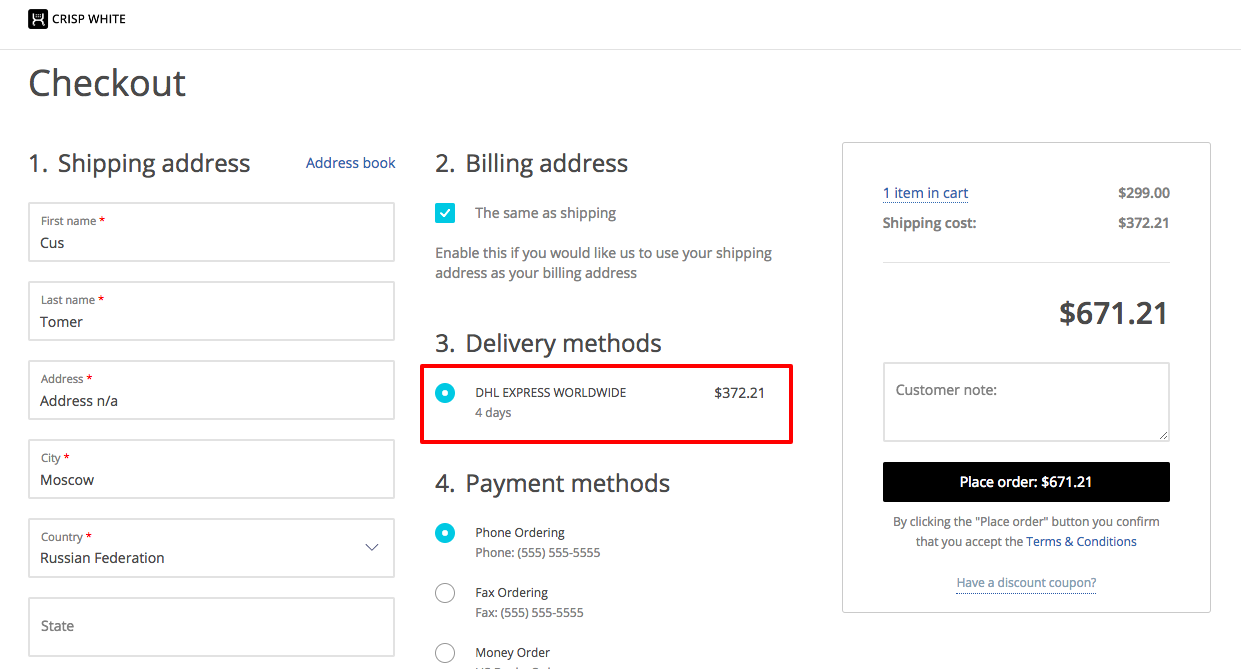 CRISP WHITE
Checkout
1. Shipping address
Address book
First name *
Cus
Last name *
Tomer
Address *
Address n/a
City *
Moscow
Country *
Russian Federation
State
2. Billing address
The same as shipping
Enable this if you would like us to use your shipping
address as your billing address
3. Delivery methods
DHL EXPRESS WORLDWIDE $372.21
4 days
4. Payment methods
Phone Ordering
Phone: (555) 555-5555
Fax Ordering
Fax: (555) 555-5555
Money Order
1 item in cart $299.00
Shipping cost: $372.21
$671.21
Customer note:
Place order: $671.21
By clicking the "Place order" button you confirm
that you accept the Terms & Conditions
Have a discount coupon?